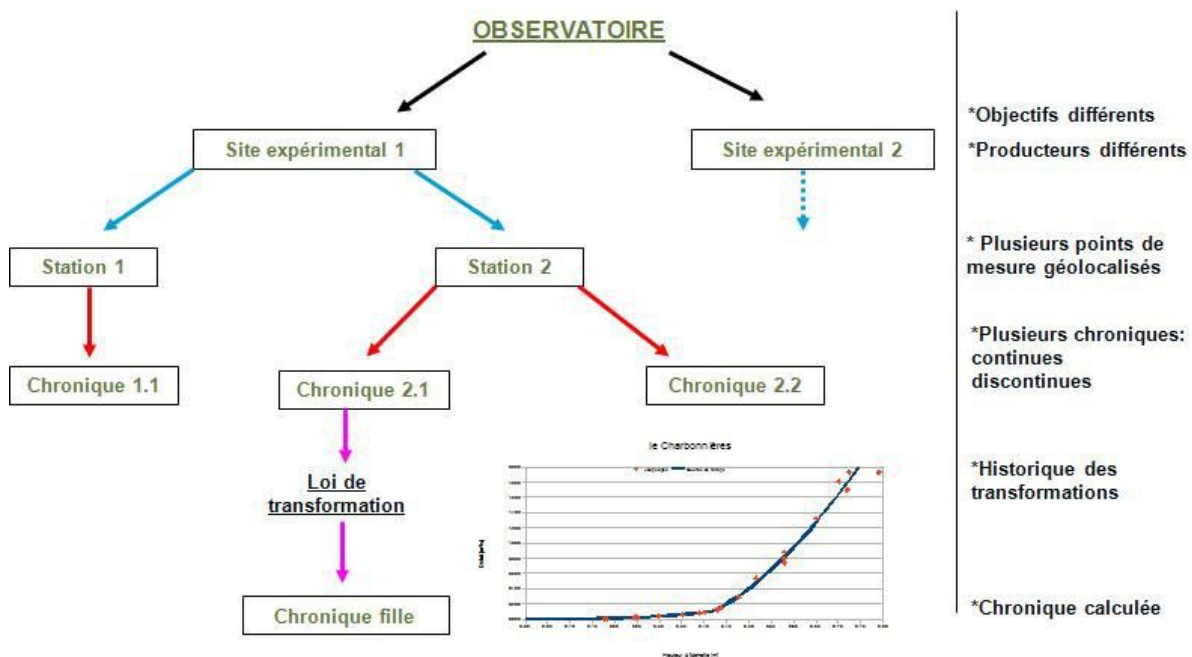 OBSERVATOIRE
Site expérimental 1
Site expérimental 2
*Objectifs différents
*Producteurs différents
Station 1
Station 2
* Plusieurs points de
mesure géolocalisés
Chronique 1.1
Chronique 2.1
Chronique 2.2
*Plusieurs chroniques:
continues
discontinues
Loi de
transformation
le Charbonnières
*Historique des
transformations
Chronique fille
*Chronique calculée